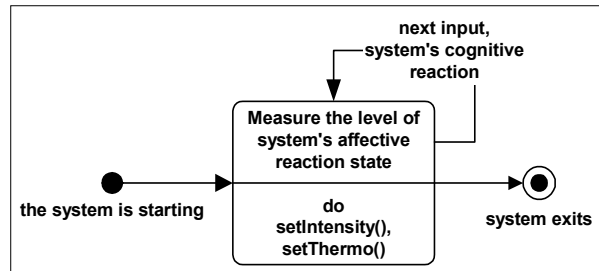 next input,
system's cognitive
reaction
Measure the level of
system's affective
reaction state
the system is starting
do
setIntensity(),
setThermo()
system exits